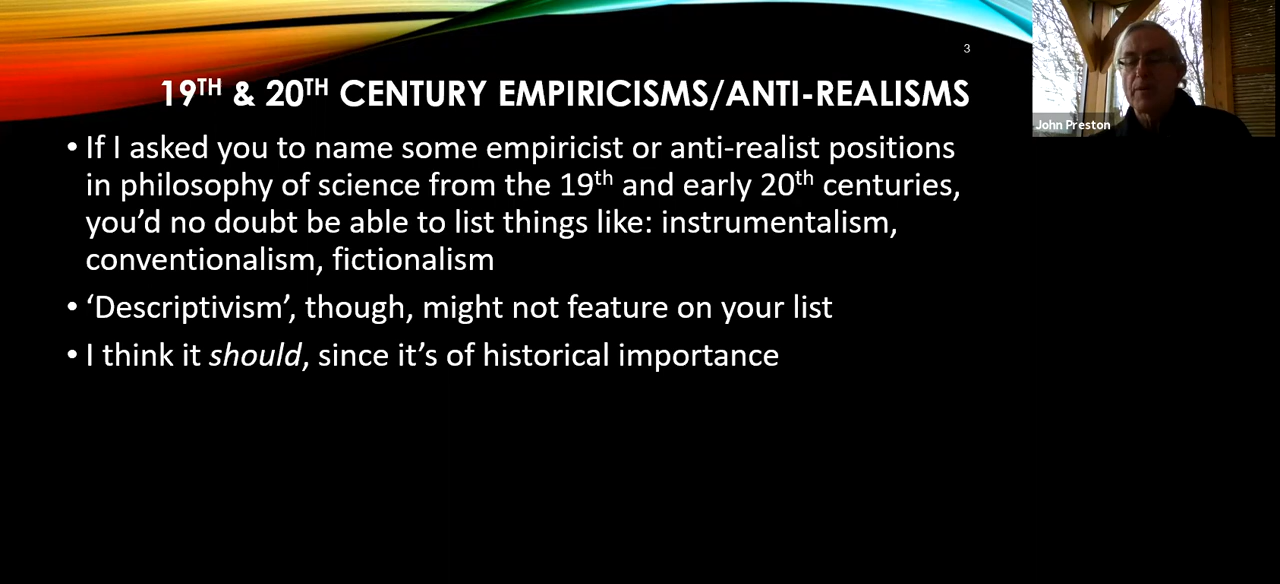 3
19TH & 20TH CENTURY EMPIRICISMS/ANTI-REALISMS
• If I asked you to name some empiricist or anti-realist positions
in philosophy of science from the 19th and early 20th centuries,
you’d no doubt be able to list things like: instrumentalism,
conventionalism, fictionalism
• ‘Descriptivism’, though, might not feature on your list
• I think it should, since it’s of historical importance
John Preston